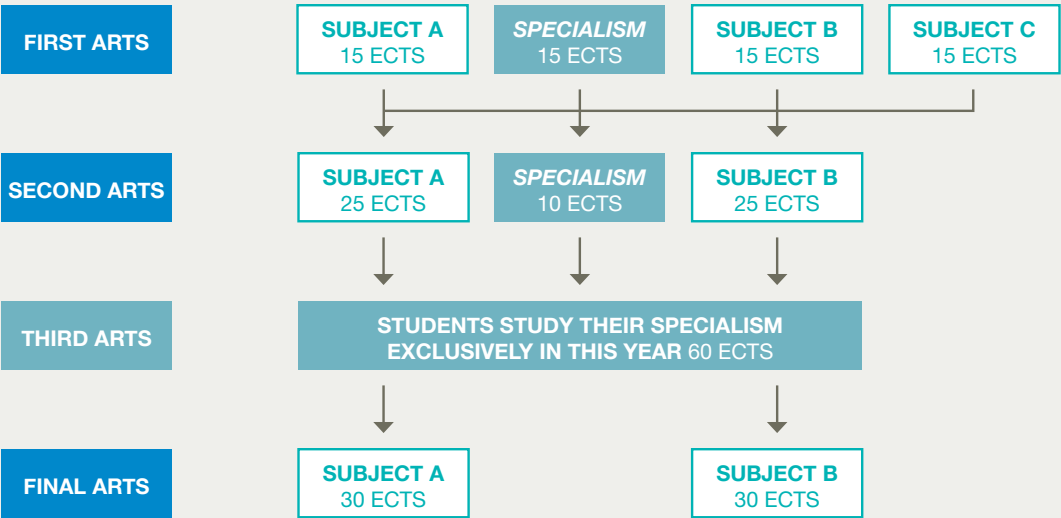 FIRST ARTS
SUBJECT A
15 ECTS
SPECIALISM
15 ECTS
SUBJECT B
15 ECTS
SUBJECT C
15 ECTS
SECOND ARTS
SUBJECT A
25 ECTS
SPECIALISM
10 ECTS
SUBJECT B
25 ECTS
THIRD ARTS
STUDENTS STUDY THEIR SPECIALISM
EXCLUSIVELY IN THIS YEAR 60 ECTS
FINAL ARTS
SUBJECT A
30 ECTS
SUBJECT B
30 ECTS